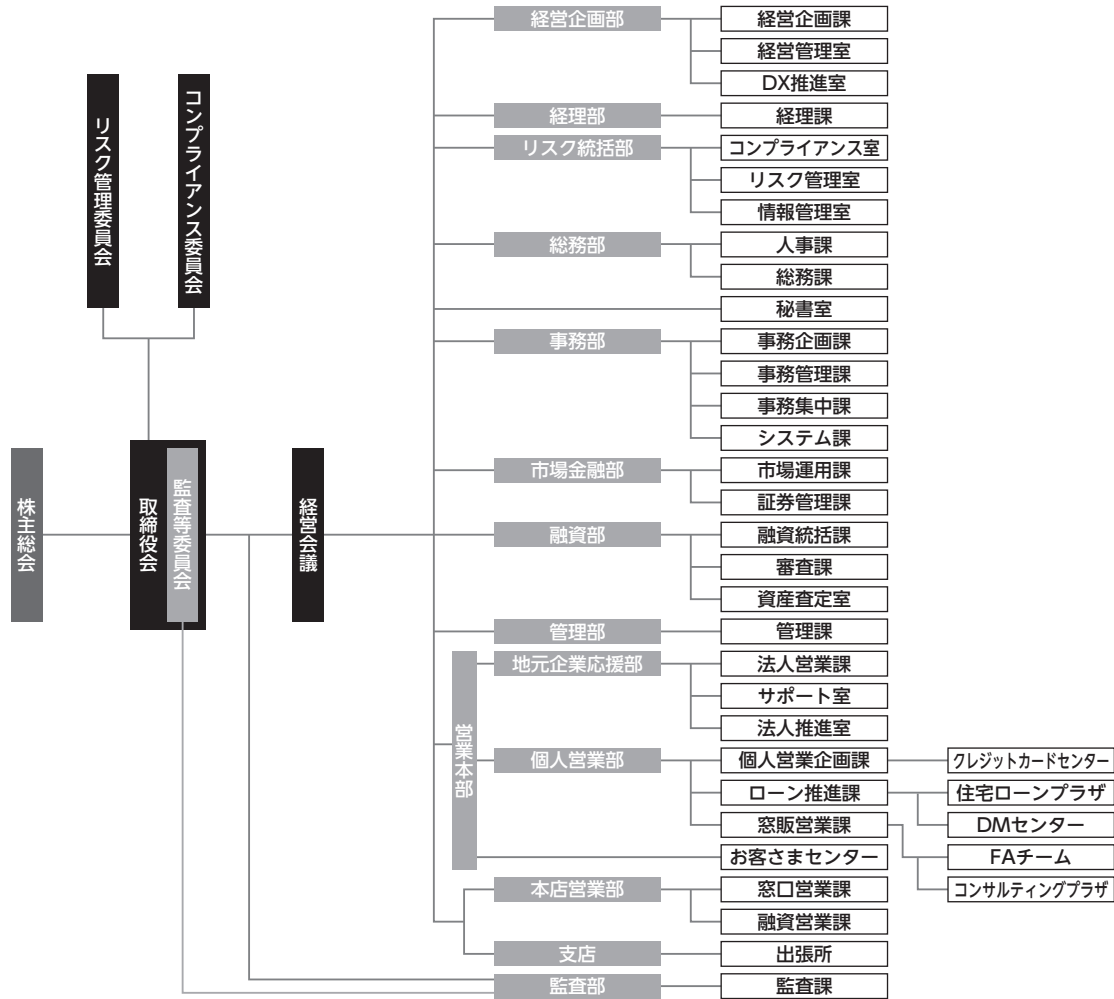 株主総会
取締役会
監査等委員会
リスク管理委員会
コンプライアンス委員会
経営会議
経営企画部
経営企画課
経営管理室
DX推進室
経理部
経理課
リスク統括部
コンプライアンス室
リスク管理室
情報管理室
総務部
人事課
総務課
秘書室
事務部
事務企画課
事務管理課
事務集中課
システム課
市場金融部
市場運用課
証券管理課
融資部
融資統括課
審査課
資産査定室
管理部
管理課
営業本部
地元企業応援部
法人営業課
サポート室
法人推進室
個人営業部
個人営業企画課
クレジットカードセンター
ローン推進課
住宅ローンプラザ
DMセンター
窓販営業課
FAチーム
コンサルティングプラザ
お客さまセンター
本店営業部
窓口営業課
融資営業課
支店
出張所
監査部
監査課